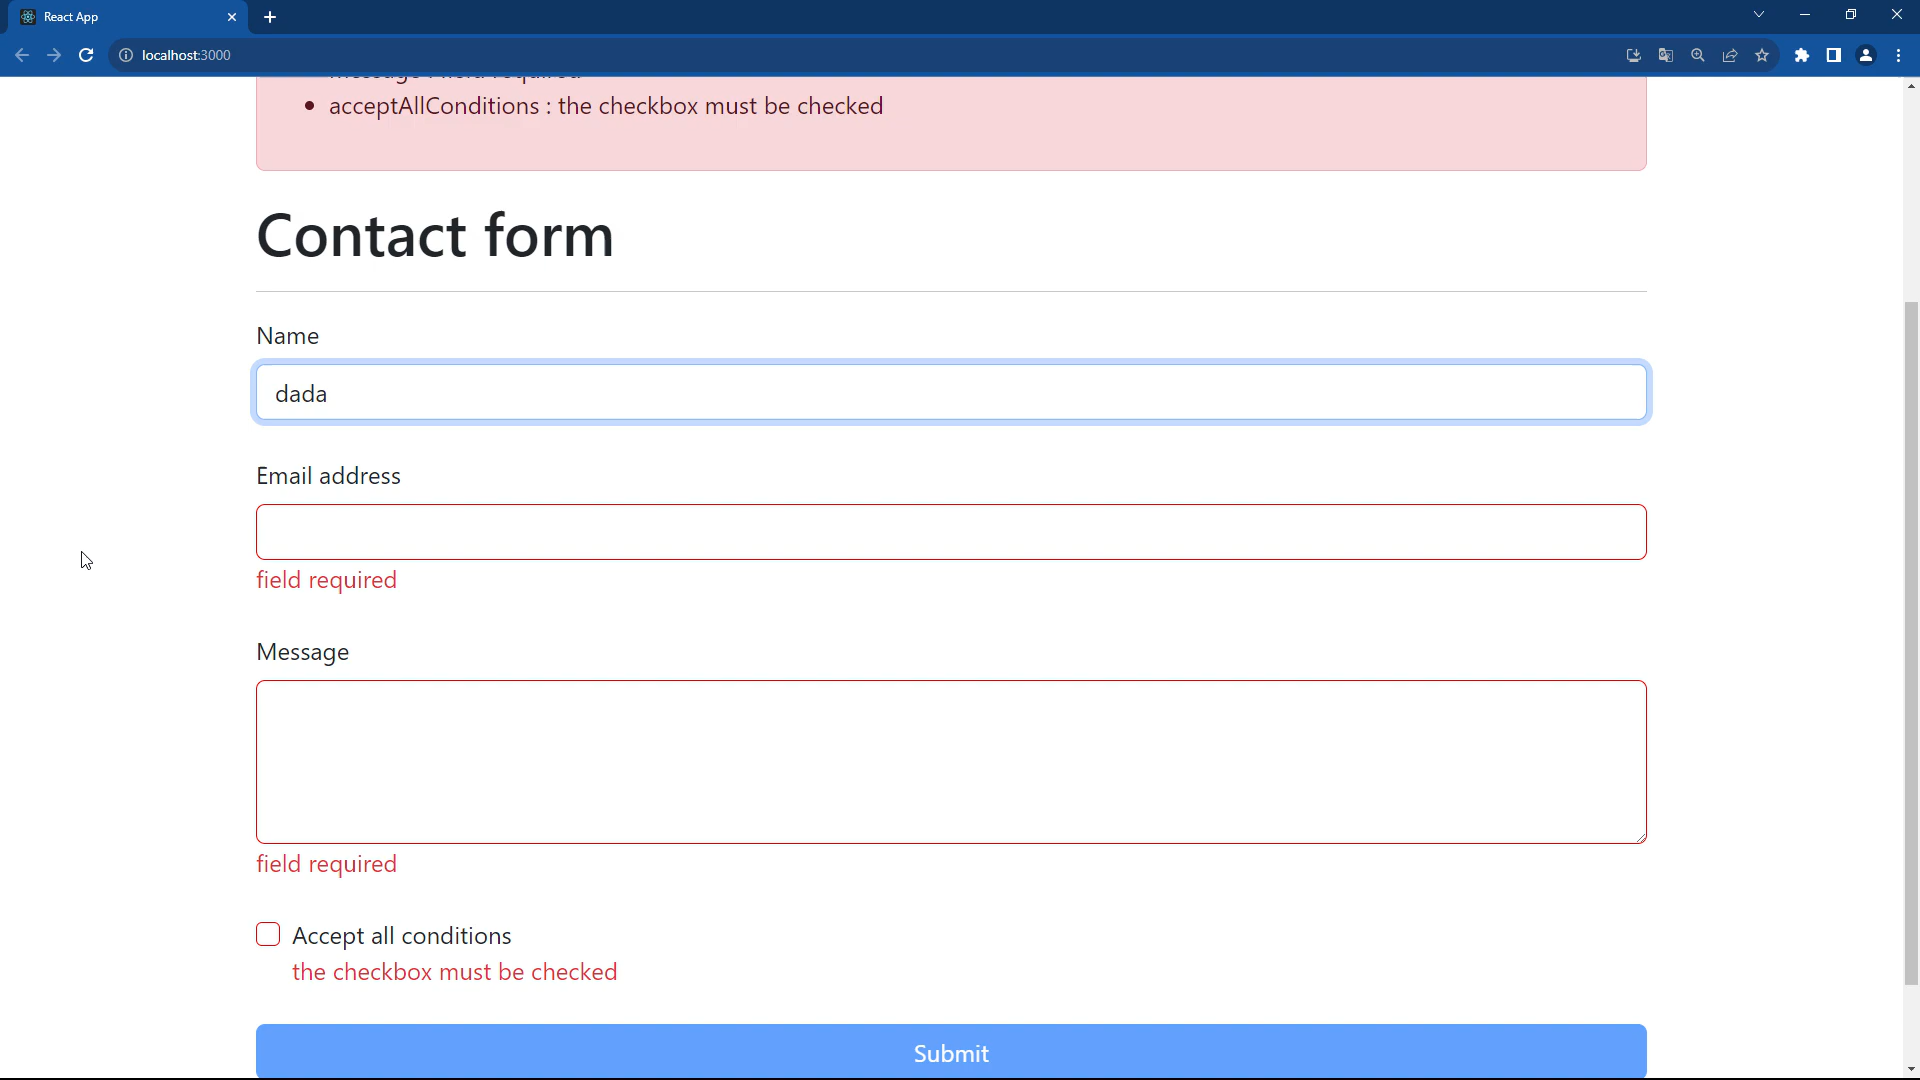 React App
localhost:3000
acceptAllConditions : the checkbox must be checked
Contact form
Name
dada
Email address
field required
Message
field required
Accept all conditions
the checkbox must be checked
Submit